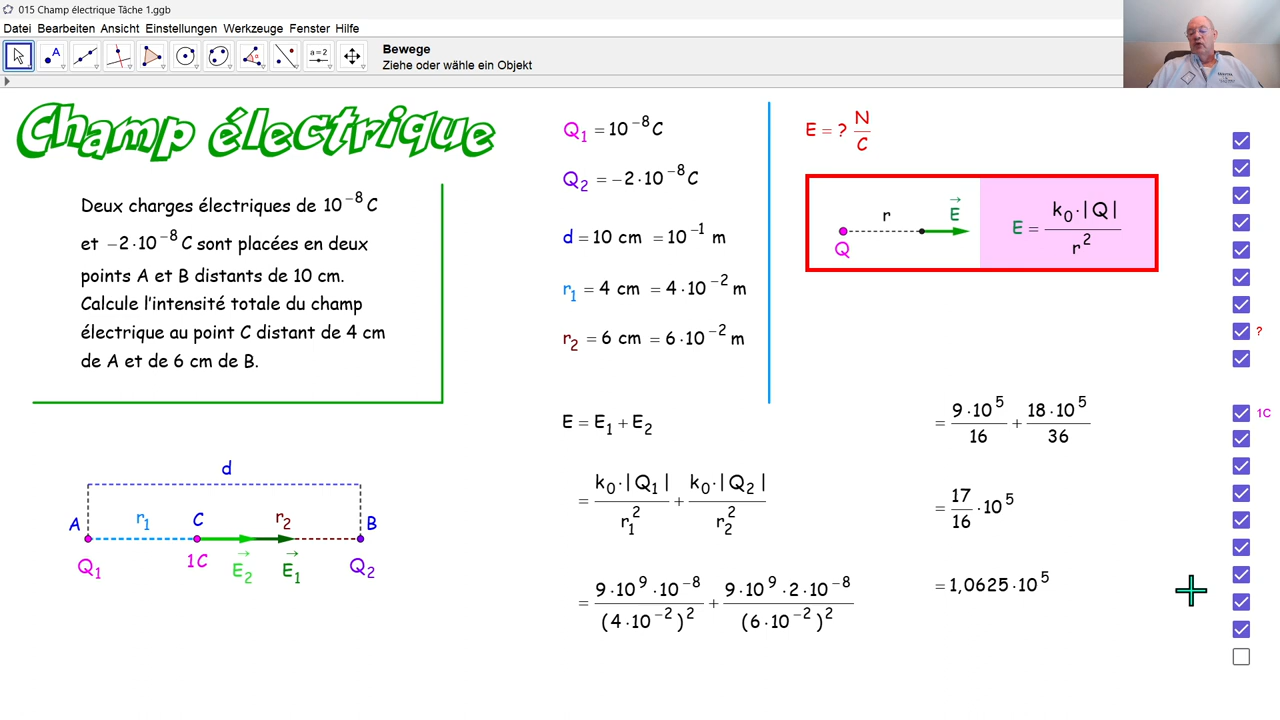 015 Champ électrique Tâche 1.ggb
Datei Bearbeiten Ansicht Einstellungen Werkzeuge Fenster Hilfe
A
a=2
Bewege
Ziehe oder wähle ein Objekt
Champ électrique
Deux charges électriques de 10⁻⁸ C
et −2·10⁻⁸ C sont placées en deux
points A et B distants de 10 cm.
Calcule l'intensité totale du champ
électrique au point C distant de 4 cm
de A et de 6 cm de B.
d
A r₁ C r₂ B
Q₁ 1C E₂ E₁ Q₂
Q₁ = 10⁻⁸ C
Q₂ = −2·10⁻⁸ C
d = 10 cm = 10⁻¹ m
r₁ = 4 cm = 4·10⁻² m
r₂ = 6 cm = 6·10⁻² m
E = ? N/C
r E
Q
E = k₀·|Q| / r²
E = E₁ + E₂
= k₀·|Q₁| / r₁² + k₀·|Q₂| / r₂²
= 9·10⁹·10⁻⁸ / (4·10⁻²)² + 9·10⁹·2·10⁻⁸ / (6·10⁻²)²
= 9·10⁵ / 16 + 18·10⁵ / 36
= 17/16 ·10⁵
= 1,0625·10⁵
?
1C